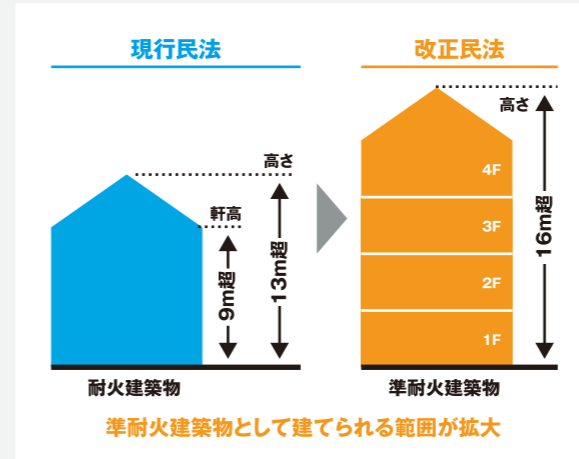 現行民法
高さ
軒高
9m超
13m超
耐火建築物
改正民法
高さ
4F
3F
2F
1F
16m超
準耐火建築物
準耐火建築物として建てられる範囲が拡大